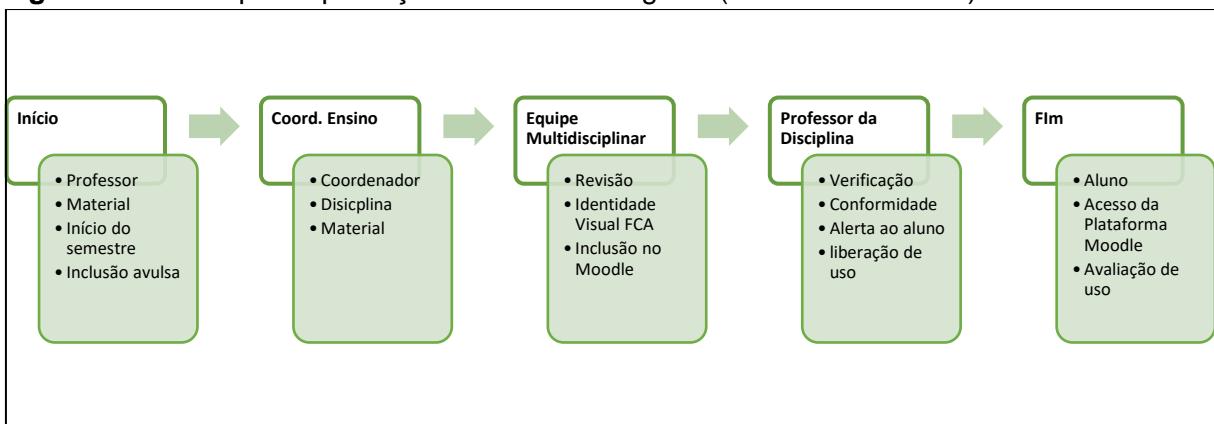 Início
• Professor
• Material
• Início do
semestre
• Inclusão avulsa
Coord. Ensino
• Coordenador
• Disicplina
• Material
Equipe
Multidisciplinar
• Revisão
• Identidade
Visual FCA
• Inclusão no
Moodle
Professor da
Disciplina
• Verificação
• Conformidade
• Alerta ao aluno
• liberação de
uso
FIm
• Aluno
• Acesso da
Plataforma
Moodle
• Avaliação de
uso